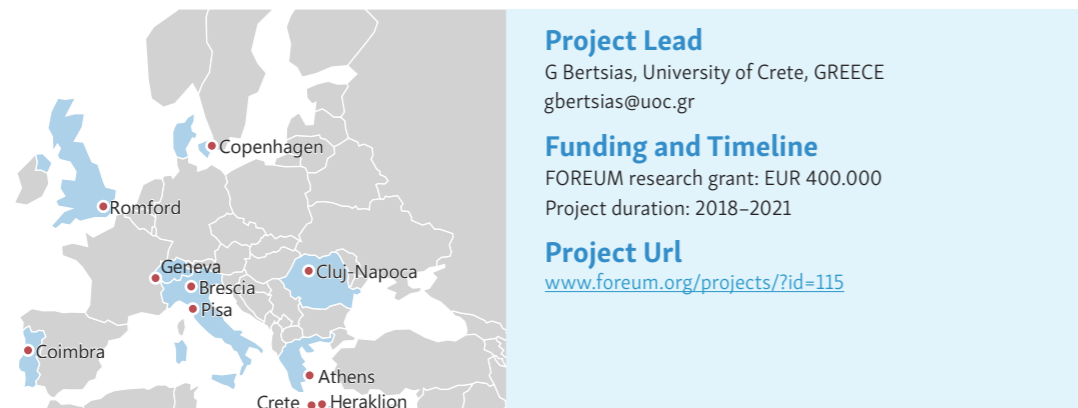 Copenhagen
Romford
Geneva
Cluj-Napoca
Brescia
Pisa
Coimbra
Athens
Crete
Heraklion
Project Lead
G Bertsias, University of Crete, GREECE
gbertsias@uoc.gr
Funding and Timeline
FOREUM research grant: EUR 400.000
Project duration: 2018–2021
Project Url
www.foreum.org/projects/?id=115